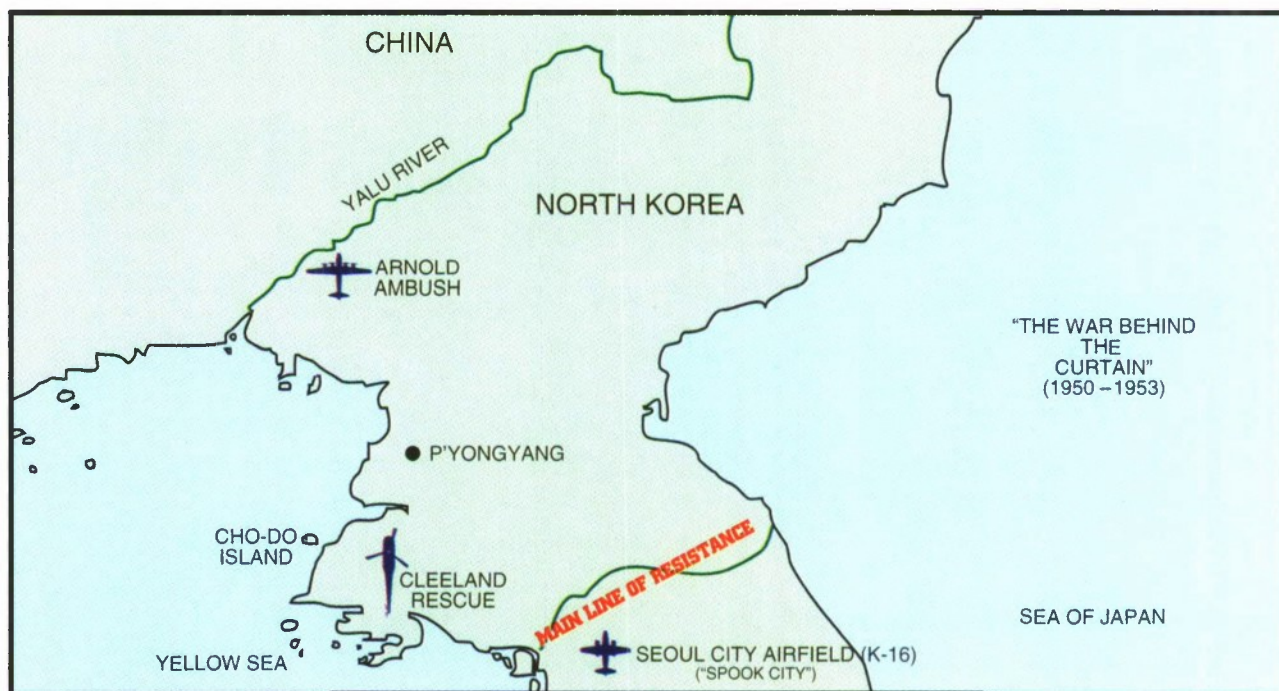 CHINA
YALU RIVER
NORTH KOREA
ARNOLD
AMBUSH
"THE WAR BEHIND
THE
CURTAIN"
(1950 – 1953)
P'YONGYANG
CHO-DO
ISLAND
CLEELAND
RESCUE
MAIN LINE OF RESISTANCE
SEA OF JAPAN
YELLOW SEA
SEOUL CITY AIRFIELD (K-16)
("SPOOK CITY")